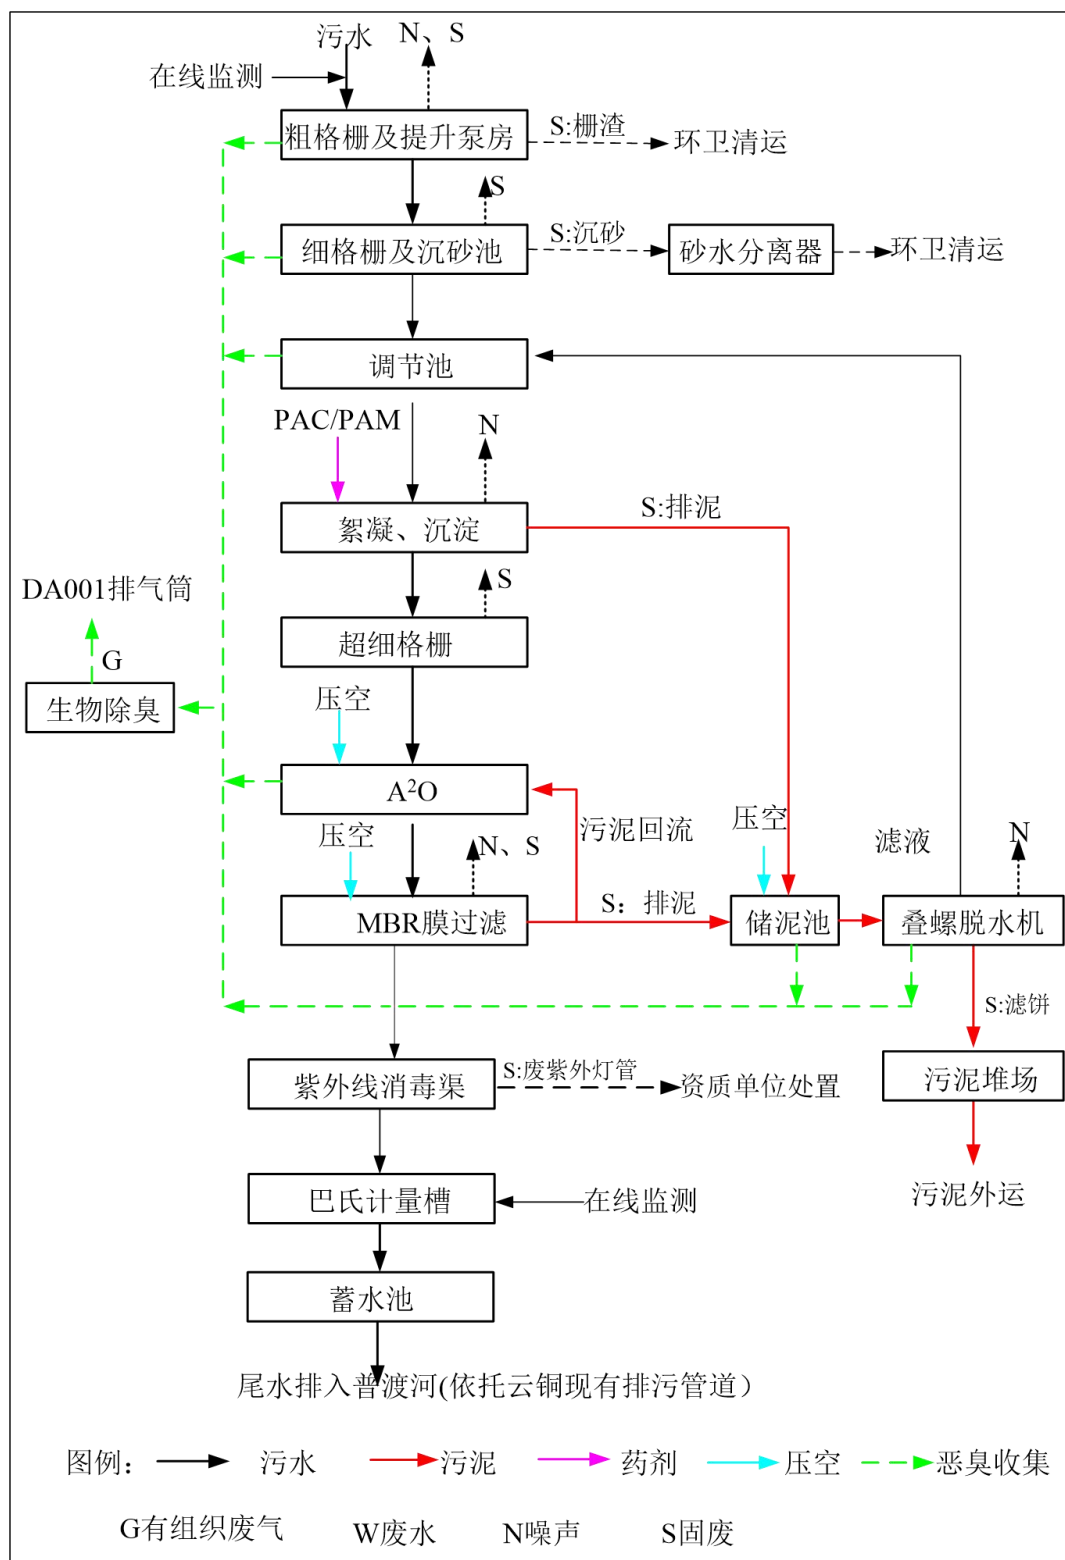 污水
N、S
在线监测
粗格栅及提升泵房
S:栅渣
环卫清运
S
细格栅及沉砂池
S:沉砂
砂水分离器
环卫清运
调节池
PAC/PAM
N
絮凝、沉淀
S:排泥
DA001排气筒
S
G
超细格栅
生物除臭
压空
A²O
压空
N、S
污泥回流
压空
滤液
N
MBR膜过滤
S：排泥
储泥池
叠螺脱水机
S:滤饼
紫外线消毒渠
S:废紫外灯管
资质单位处置
污泥堆场
巴氏计量槽
在线监测
污泥外运
蓄水池
尾水排入普渡河(依托云铜现有排污管道）
图例： 污水 污泥 药剂 压空 恶臭收集
G有组织废气 W废水 N噪声 S固废